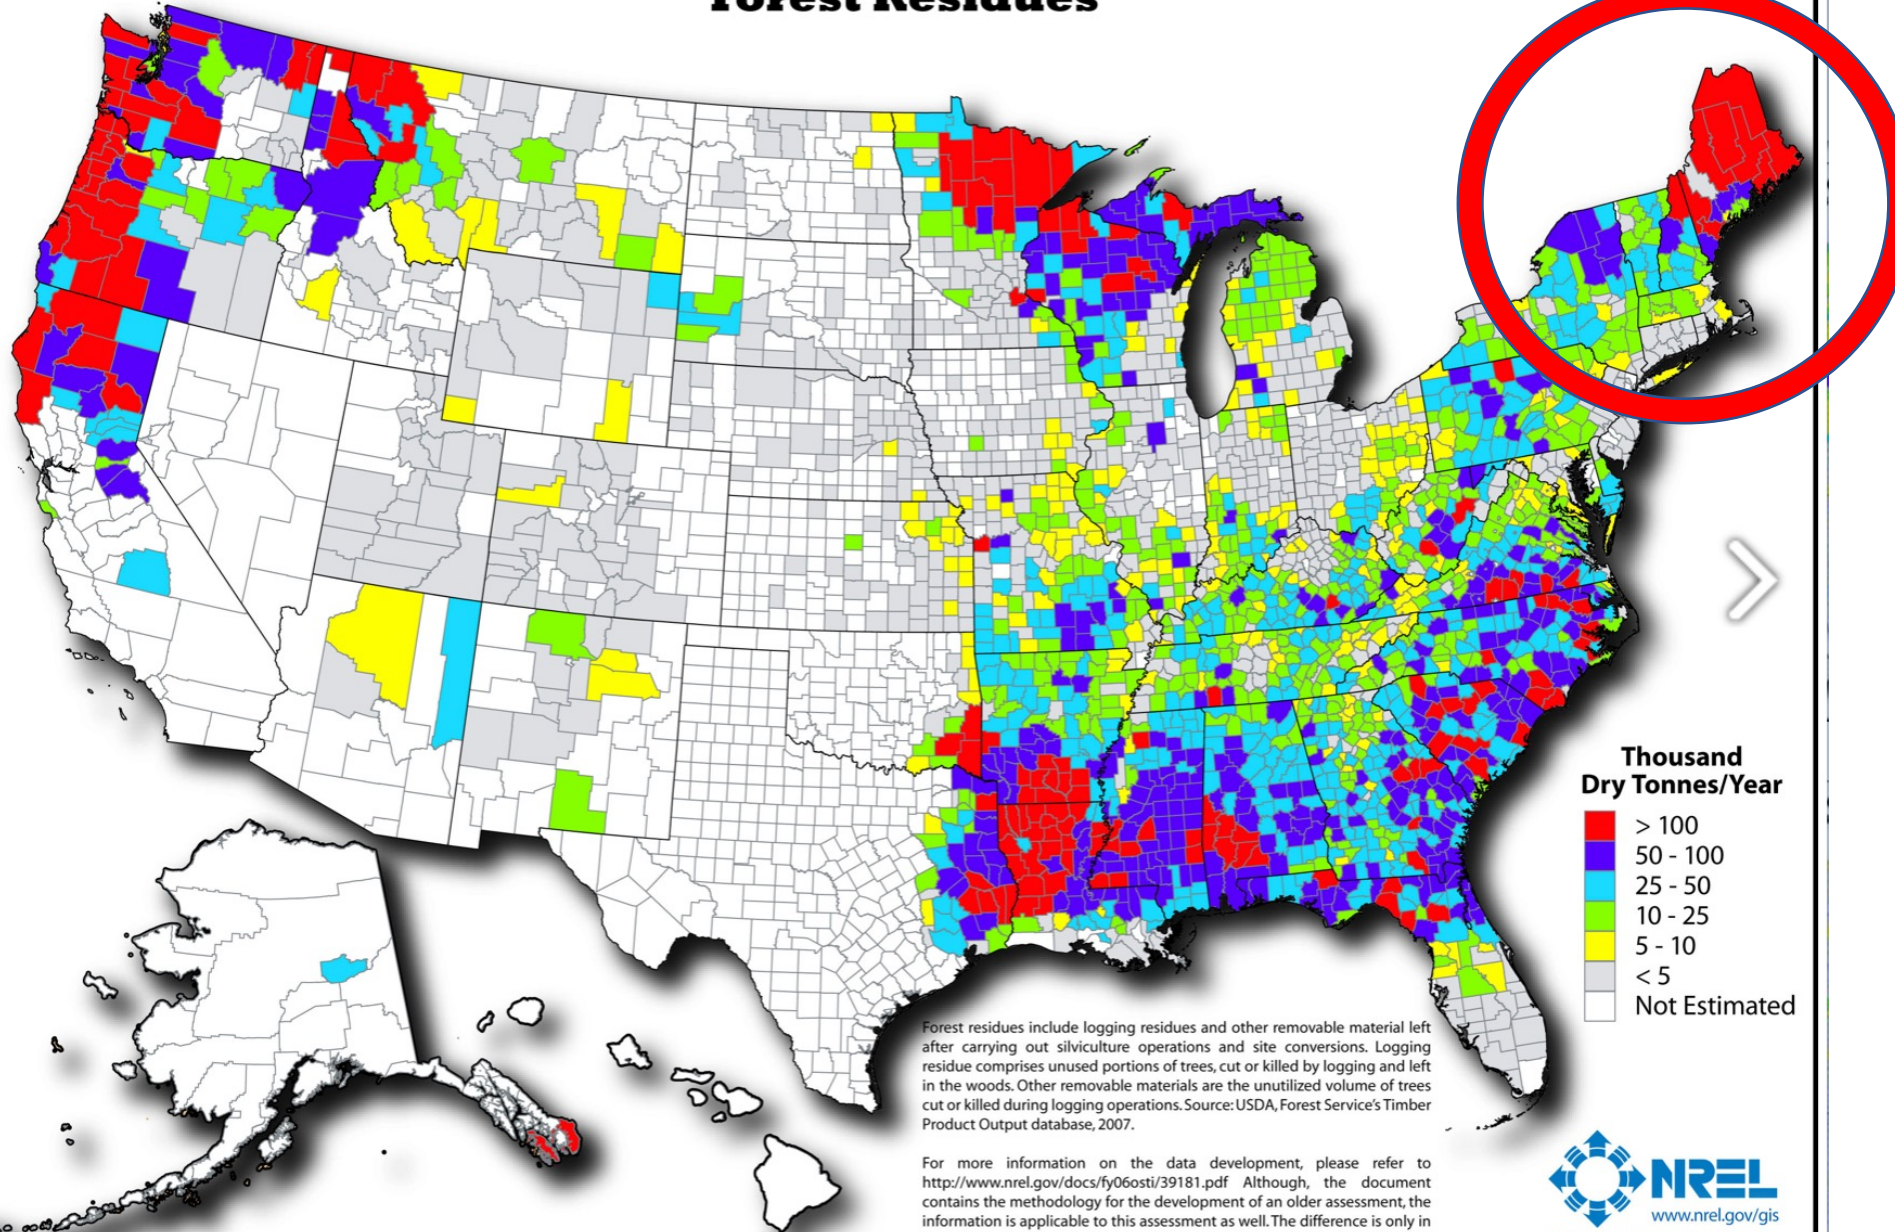 Forest Residues
Thousand
Dry Tonnes/Year
> 100
50 - 100
25 - 50
10 - 25
5 - 10
< 5
Not Estimated
Forest residues include logging residues and other removable material left
after carrying out silviculture operations and site conversions. Logging
residue comprises unused portions of trees, cut or killed by logging and left
in the woods. Other removable materials are the unutilized volume of trees
cut or killed during logging operations. Source: USDA, Forest Service's Timber
Product Output database, 2007.
For more information on the data development, please refer to
http://www.nrel.gov/docs/fy06osti/39181.pdf Although, the document
contains the methodology for the development of an older assessment, the
information is applicable to this assessment as well. The difference is only in
NREL
www.nrel.gov/gis